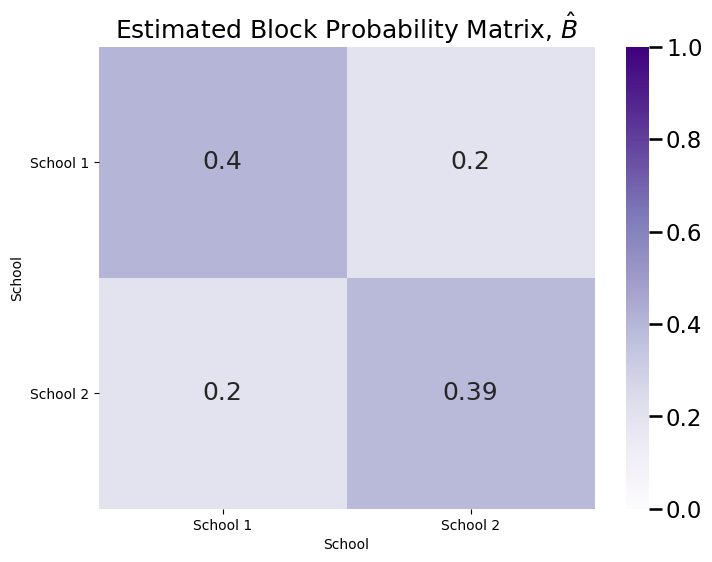 Estimated Block Probability Matrix, $\hat{B}$
1.0
School 1
0.4
0.2
0.8
0.6
School
0.4
School 2
0.2
0.39
0.2
0.0
School 1
School 2
School